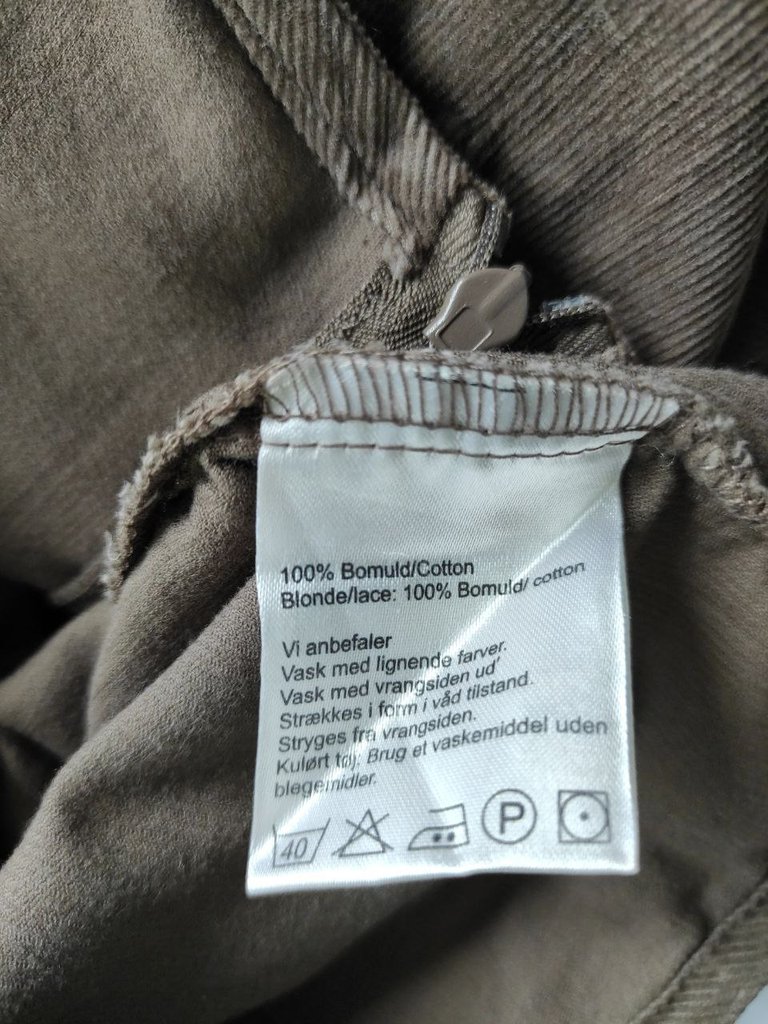 100% Bomuld/Cotton
Blonde/lace: 100% Bomuld/ cotton
Vi anbefaler
Vask med lignende farver.
Vask med vrangsiden ud'
Strækkes i form i våd tilstand.
Stryges fra vrangsiden.
Kulørt tøj: Brug et vaskemiddel uden
blegemidler.
40 P